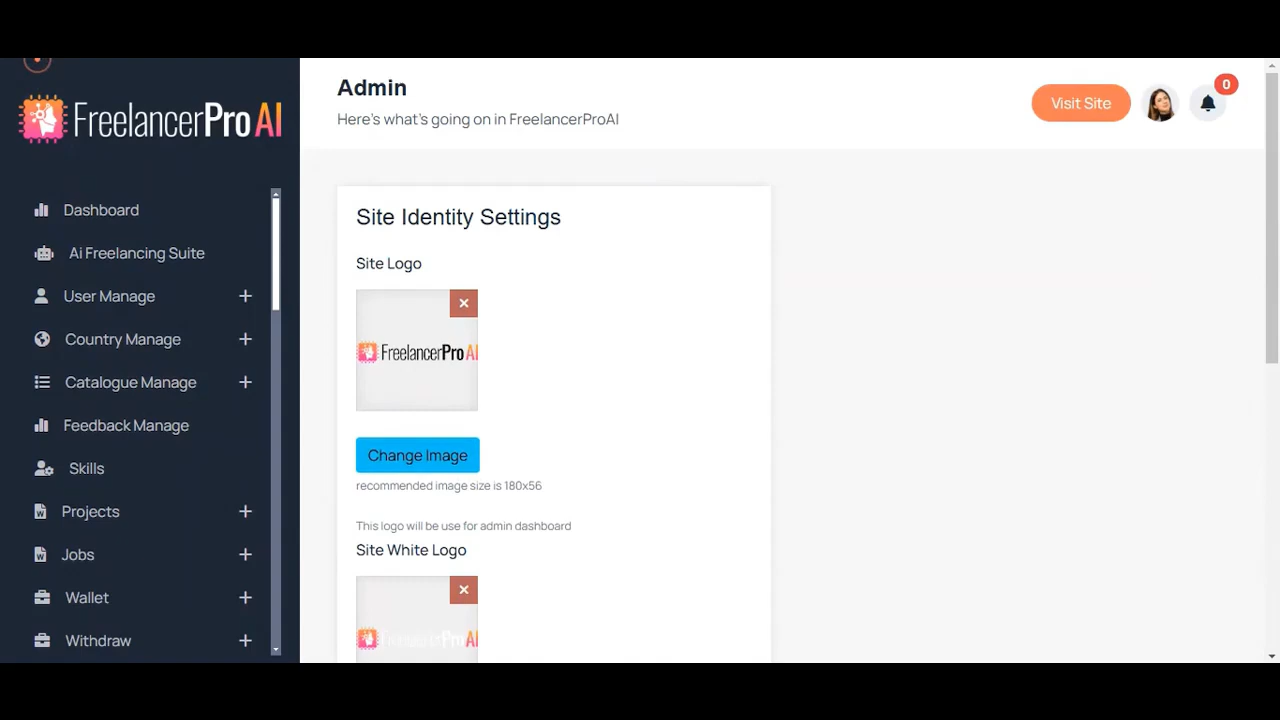 FreelancerPro AI
Dashboard
Ai Freelancing Suite
User Manage
Country Manage
Catalogue Manage
Feedback Manage
Skills
Projects
Jobs
Wallet
Withdraw
Admin
Here's what's going on in FreelancerProAI
Visit Site
0
Site Identity Settings
Site Logo
FreelancerPro AI
Change Image
recommended image size is 180x56
This logo will be use for admin dashboard
Site White Logo
FreelancerPro AI